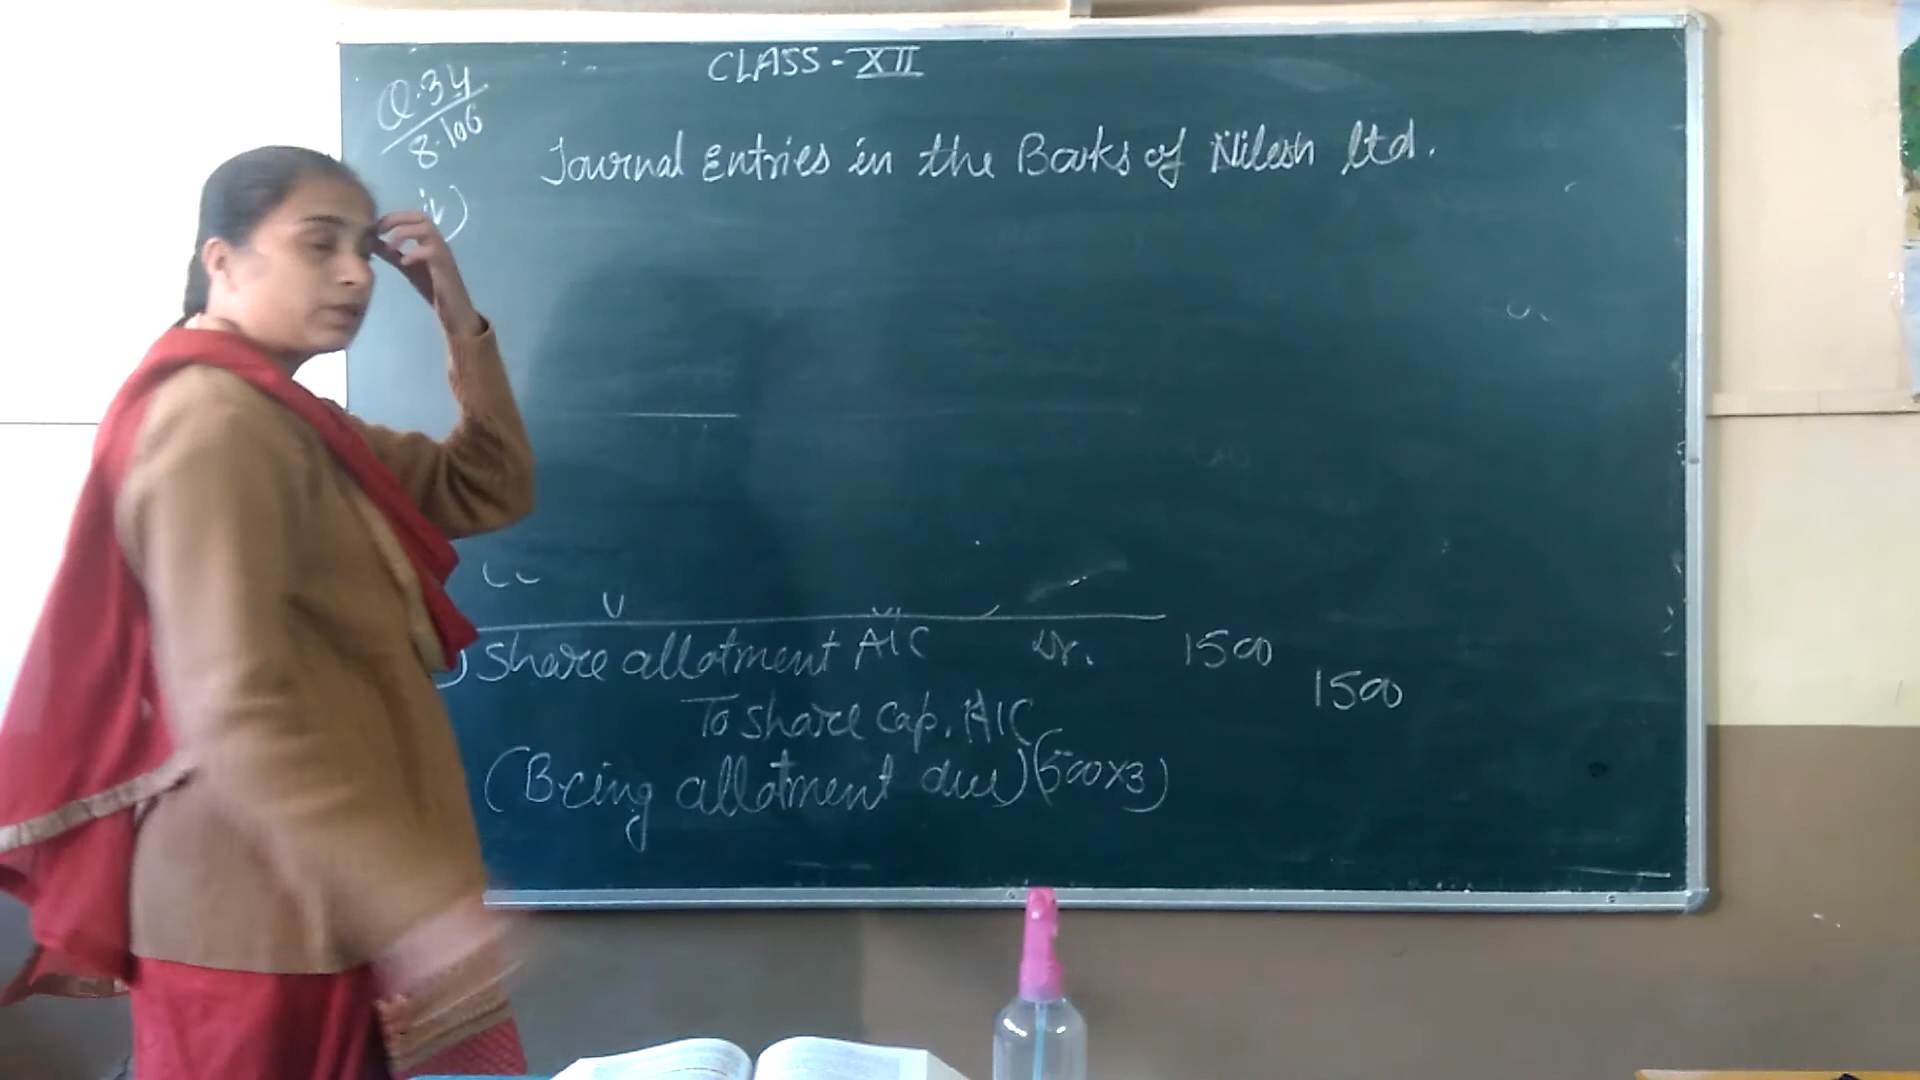 CLASS - XII
Q.34
8.106
iv)
Journal Entries in the Books of Nilesh ltd.
) Share allotment A/C Dr. 1500
1500
To Share Cap. A/C
(Being allotment due) (500x3)